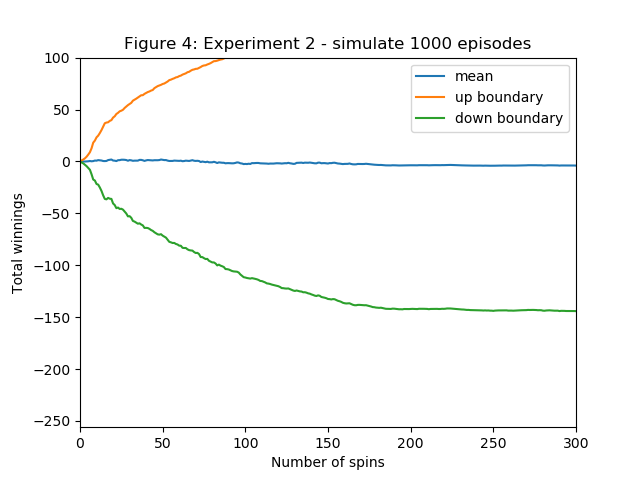 Figure 4: Experiment 2 - simulate 1000 episodes
mean
up boundary
down boundary
Total winnings
100
50
0
−50
−100
−150
−200
−250
0 50 100 150 200 250 300
Number of spins